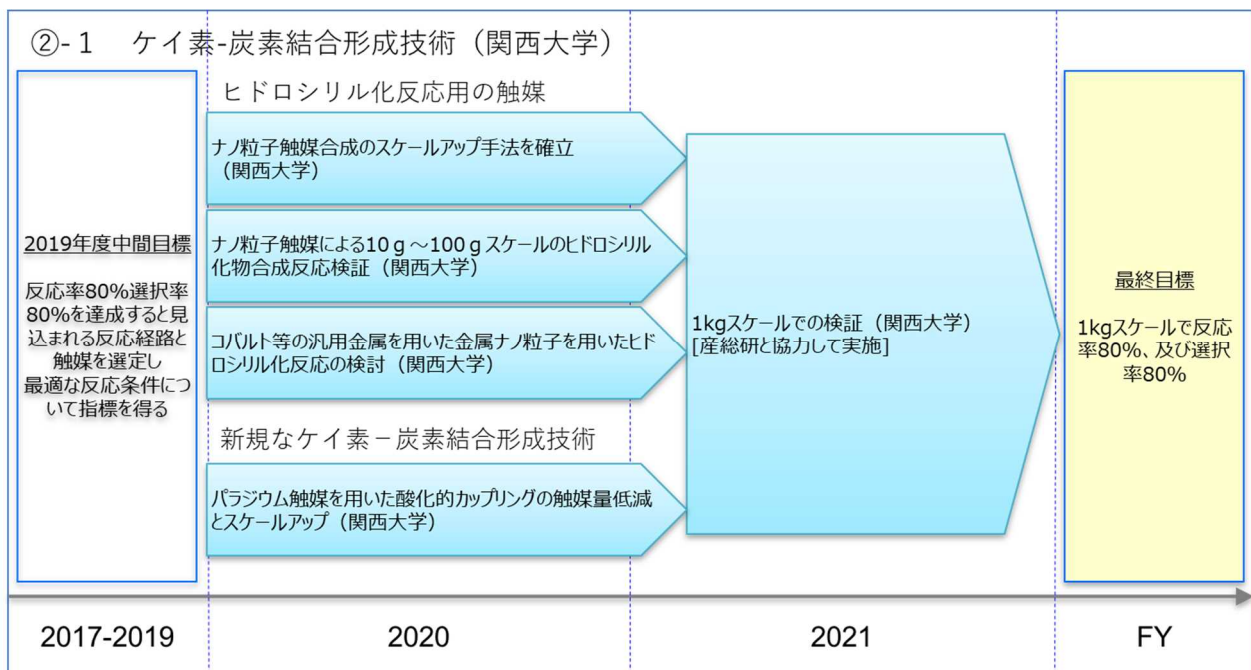 ②-１　ケイ素-炭素結合形成技術（関西大学）
ヒドロシリル化反応用の触媒
2019年度中間目標
反応率80％選択率
80％を達成すると見
込まれる反応経路と
触媒を選定し
最適な反応条件につ
いて指標を得る
ナノ粒子触媒合成のスケールアップ手法を確立
（関西大学）
ナノ粒子触媒による10ｇ～100ｇスケールのヒドロシリル
化物合成反応検証（関西大学）
コバルト等の汎用金属を用いた金属ナノ粒子を用いたヒド
ロシリル化反応の検討（関西大学）
新規なケイ素－炭素結合形成技術
パラジウム触媒を用いた酸化的カップリングの触媒量低減
とスケールアップ（関西大学）
1kgスケールでの検証（関西大学）
[産総研と協力して実施]
最終目標
1kgスケールで反応
率80%、及び選択
率80%
2017-2019
2020
2021
FY